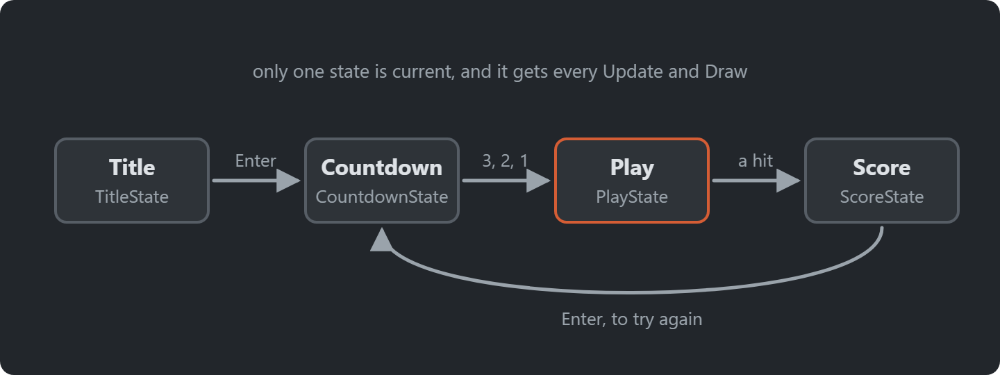 only one state is current, and it gets every Update and Draw
Title
TitleState
Enter
Countdown
CountdownState
3, 2, 1
Play
PlayState
a hit
Score
ScoreState
Enter, to try again